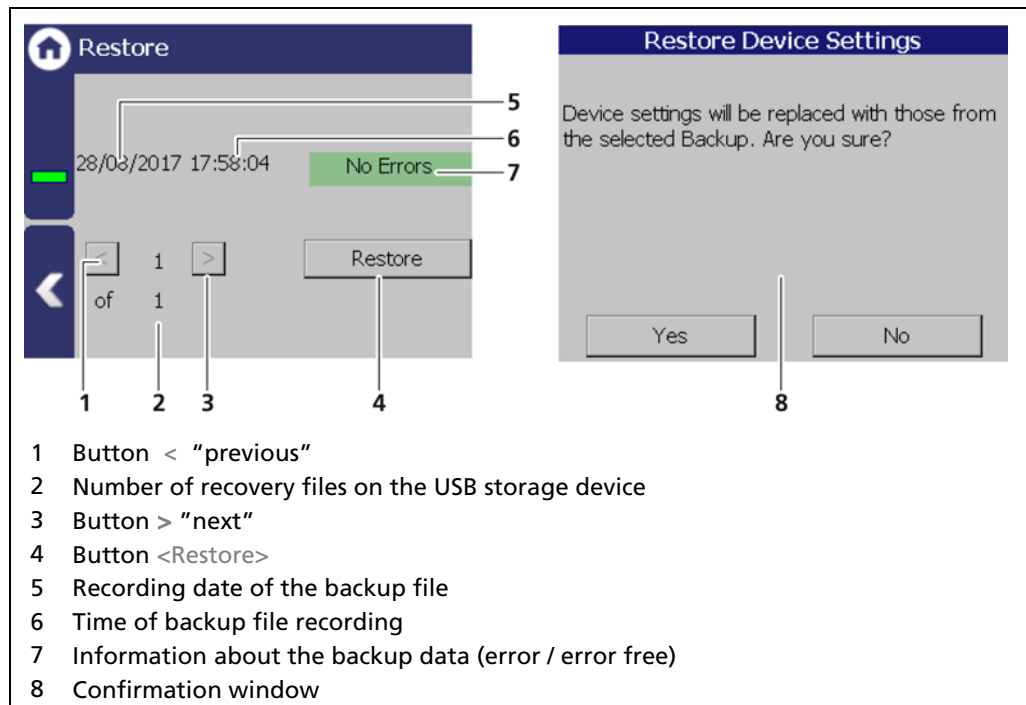 Restore
Restore Device Settings
5
Device settings will be replaced with those from
the selected Backup. Are you sure?
6
28/08/2017 17:58:04
No Errors
7
< 1 >
Restore
of 1
Yes
No
1 2 3 4 8
1 Button < "previous"
2 Number of recovery files on the USB storage device
3 Button > "next"
4 Button <Restore>
5 Recording date of the backup file
6 Time of backup file recording
7 Information about the backup data (error / error free)
8 Confirmation window